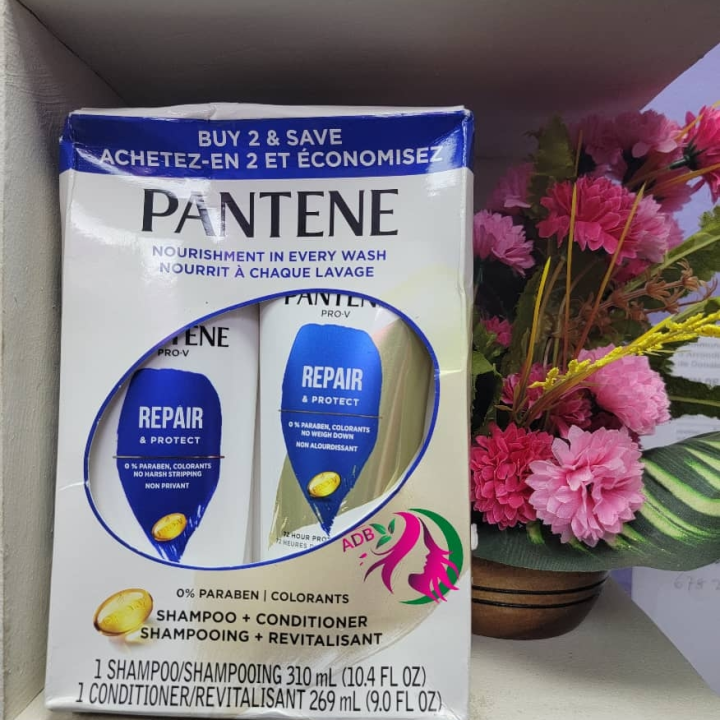 BUY 2 & SAVE
ACHETEZ-EN 2 ET ÉCONOMISEZ
PANTENE
NOURISHMENT IN EVERY WASH
NOURRIT À CHAQUE LAVAGE
PRO-V
REPAIR
& PROTECT
0 % PARABEN, COLORANTS
NO HARSH STRIPPING
NON PRIVANT
PANTENE
PRO-V
REPAIR
& PROTECT
0 % PARABEN, COLORANTS
NO WEIGH DOWN
NON ALOURDISSANT
72 HOUR PRO
ADB
0% PARABEN | COLORANTS
SHAMPOO + CONDITIONER
SHAMPOOING + REVITALISANT
1 SHAMPOO/SHAMPOOING 310 mL (10.4 FL OZ)
1 CONDITIONER/REVITALISANT 269 mL (9.0 FL OZ)